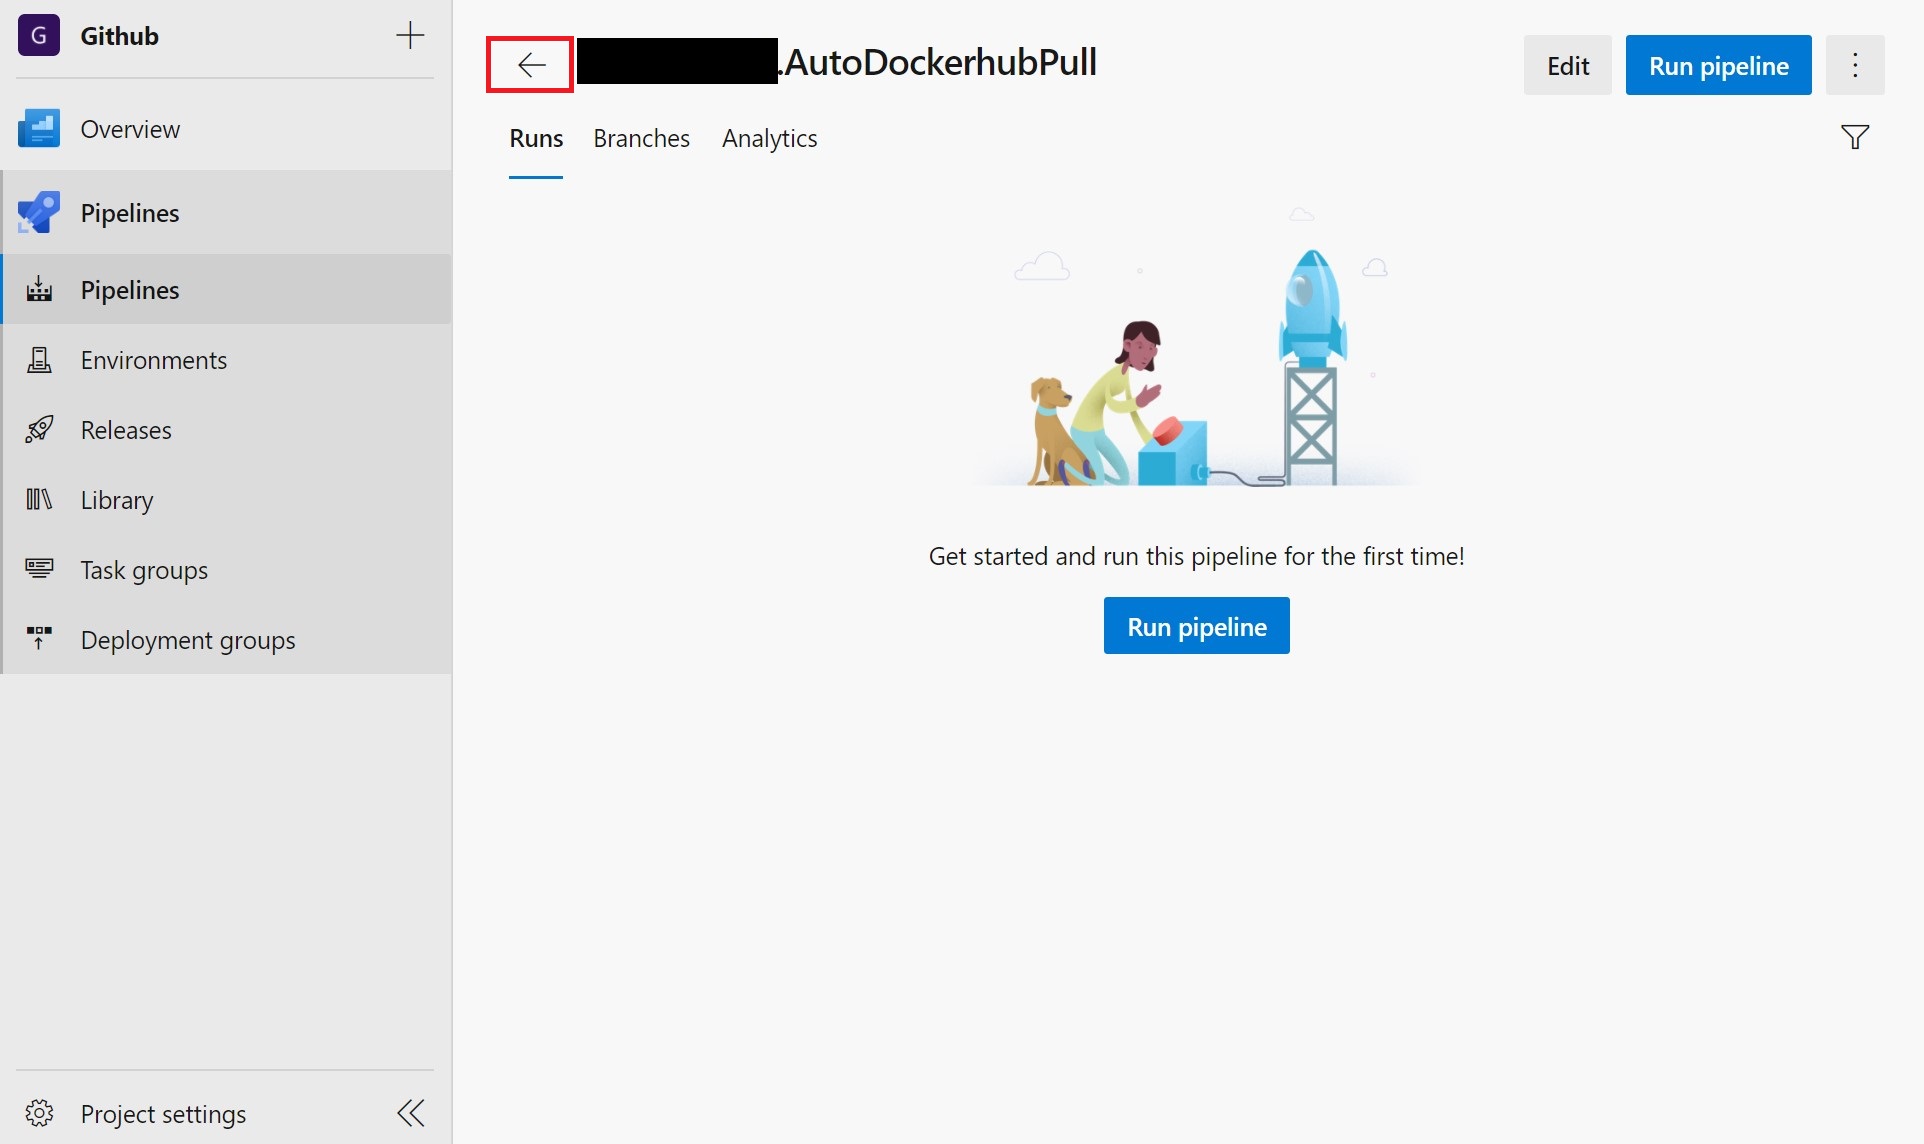 G Github
Overview
Pipelines
Pipelines
Environments
Releases
Library
Task groups
Deployment groups
Project settings
.AutoDockerhubPull
Edit
Run pipeline
Runs Branches Analytics
Get started and run this pipeline for the first time!
Run pipeline